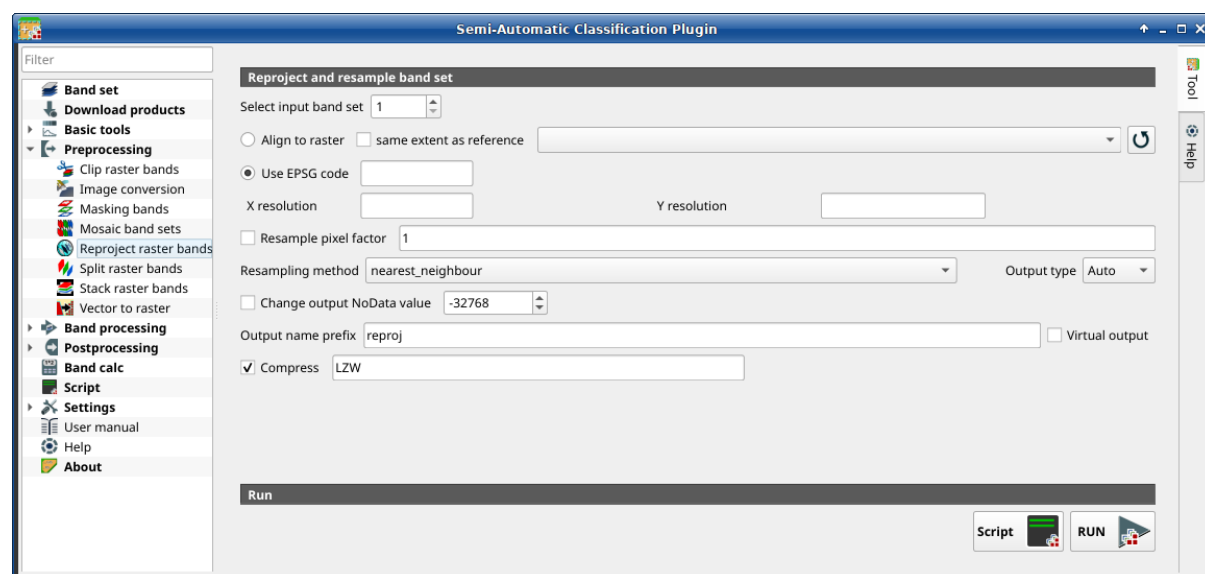 Semi-Automatic Classification Plugin
Filter
Band set
Download products
Basic tools
Preprocessing
Clip raster bands
Image conversion
Masking bands
Mosaic band sets
Reproject raster bands
Split raster bands
Stack raster bands
Vector to raster
Band processing
Postprocessing
Band calc
Script
Settings
User manual
Help
About
Reproject and resample band set
Select input band set 1
Align to raster same extent as reference
Use EPSG code
X resolution Y resolution
Resample pixel factor 1
Resampling method nearest_neighbour Output type Auto
Change output NoData value -32768
Output name prefix reproj Virtual output
Compress LZW
Run
Script RUN
Tool
Help